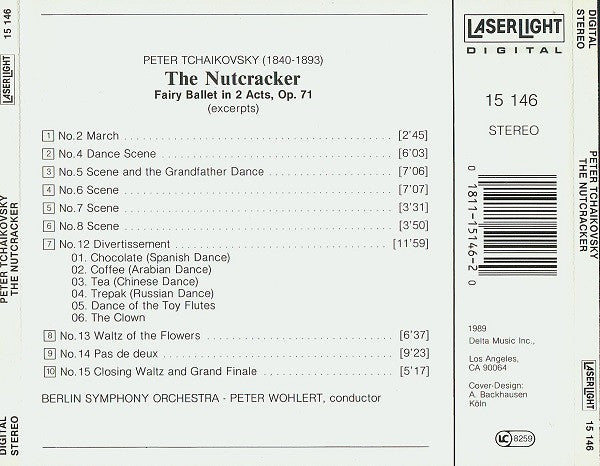 LASERLIGHT 15 146
PETER TCHAIKOVSKY
THE NUTCRACKER
DIGITAL
STEREO
PETER TCHAIKOVSKY (1840-1893)
The Nutcracker
Fairy Ballet in 2 Acts, Op. 71
(excerpts)
1 No.2 March [2'45]
2 No.4 Dance Scene [6'03]
3 No.5 Scene and the Grandfather Dance [7'06]
4 No.6 Scene [7'07]
5 No.7 Scene [3'31]
6 No.8 Scene [3'50]
7 No.12 Divertissement [11'59]
01. Chocolate (Spanish Dance)
02. Coffee (Arabian Dance)
03. Tea (Chinese Dance)
04. Trepak (Russian Dance)
05. Dance of the Toy Flutes
06. The Clown
8 No.13 Waltz of the Flowers [6'37]
9 No.14 Pas de deux [9'23]
10 No.15 Closing Waltz and Grand Finale [5'17]
BERLIN SYMPHONY ORCHESTRA - PETER WOHLERT, conductor
LASERLIGHT
DIGITAL
15 146
STEREO
0 1811-15146-2 0
1989
Delta Music Inc.,
Los Angeles,
CA 90064
Cover-Design:
A. Backhausen
Köln
LC 8259
DIGITAL
STEREO
PETER TCHAIKOVSKY
THE NUTCRACKER
LASERLIGHT
15 146